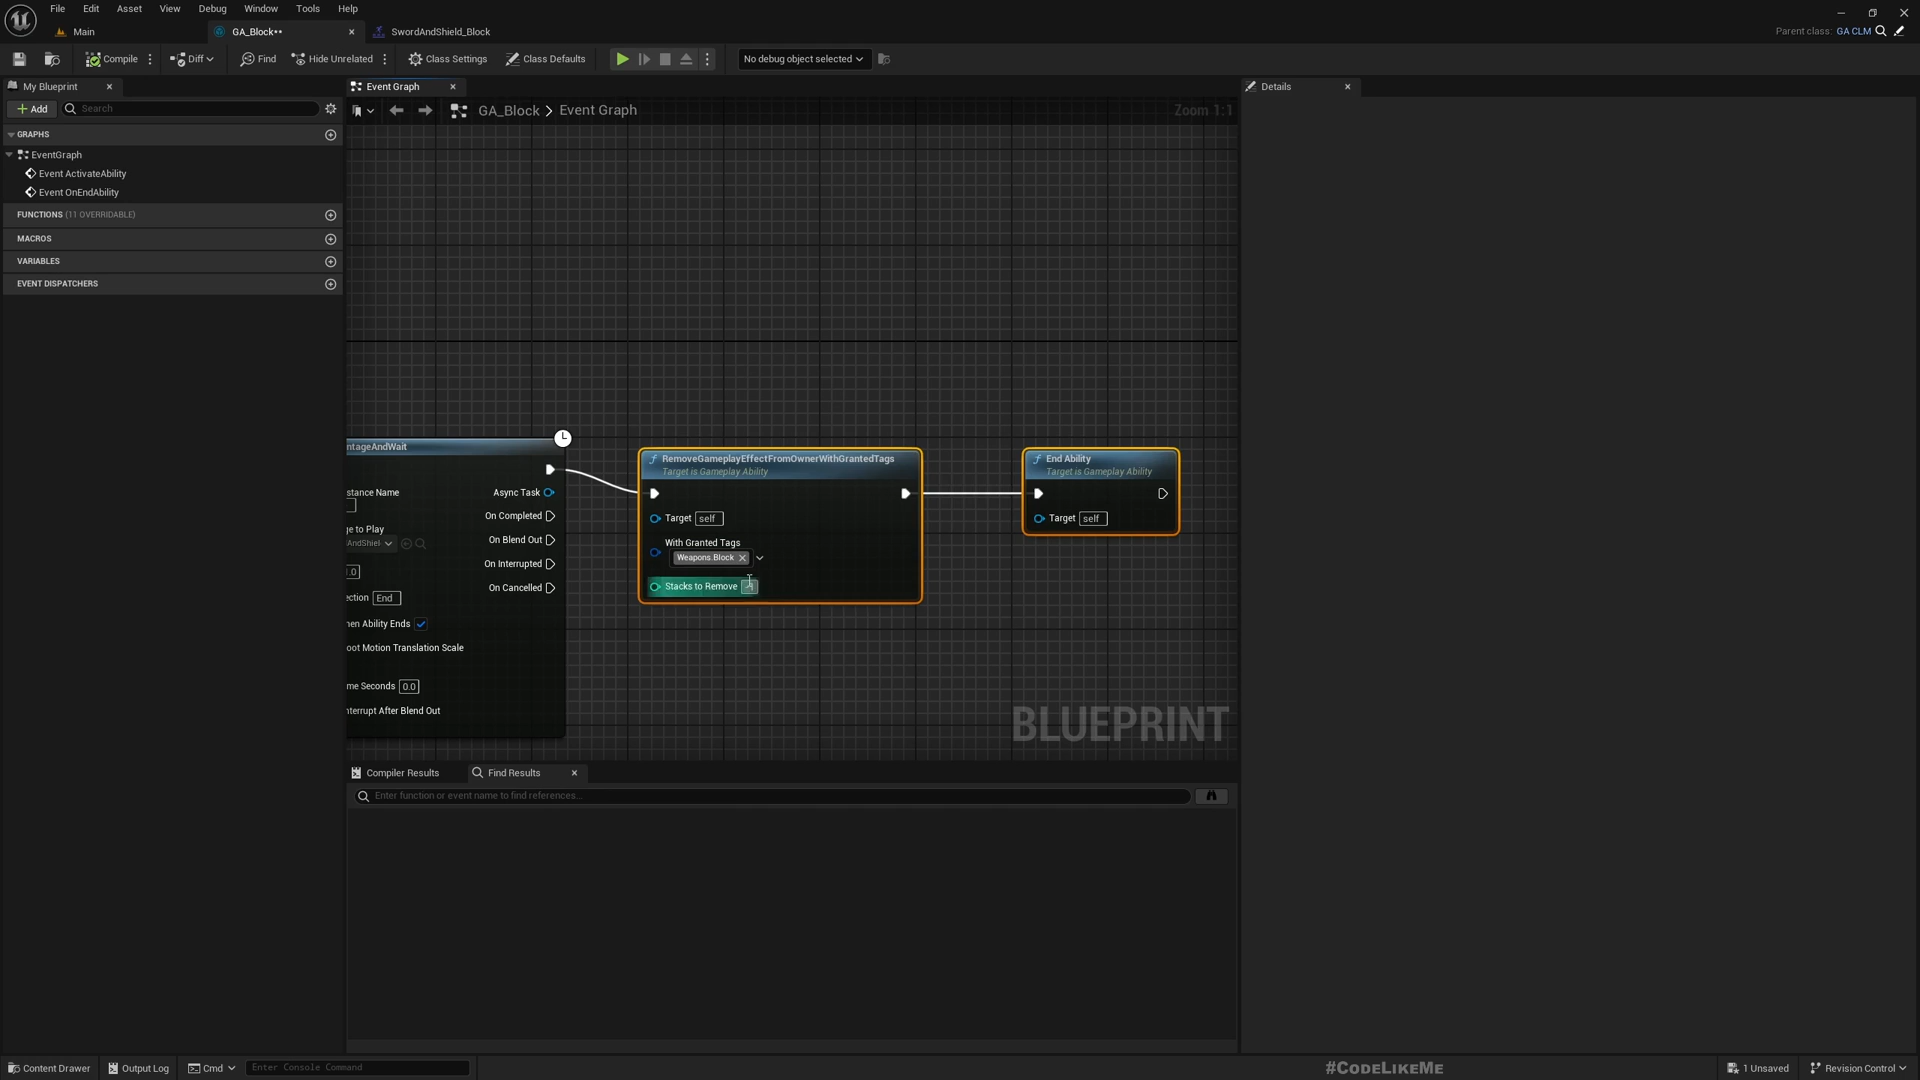 File Edit Asset View Debug Window Tools Help
Main
GA_Block••
SwordAndShield_Block
Parent class: GA CLM
Compile
Diff
Find
Hide Unrelated
Class Settings
Class Defaults
No debug object selected
My Blueprint
Event Graph
Details
Add
Search
GA_Block > Event Graph
Zoom 1:1
GRAPHS
EventGraph
Event ActivateAbility
Event OnEndAbility
FUNCTIONS (11 OVERRIDABLE)
MACROS
VARIABLES
EVENT DISPATCHERS
ntageAndWait
stance Name
Async Task
On Completed
ge to Play
AndShiel
On Blend Out
On Interrupted
1.0
On Cancelled
ection End
hen Ability Ends
oot Motion Translation Scale
me Seconds 0.0
nterrupt After Blend Out
RemoveGameplayEffectFromOwnerWithGrantedTags
Target is Gameplay Ability
Target self
With Granted Tags
Weapons.Block
Stacks to Remove
End Ability
Target is Gameplay Ability
Target self
BLUEPRINT
Compiler Results
Find Results
Enter function or event name to find references...
Content Drawer
Output Log
Cmd
Enter Console Command
#CODELIKEME
1 Unsaved
Revision Control